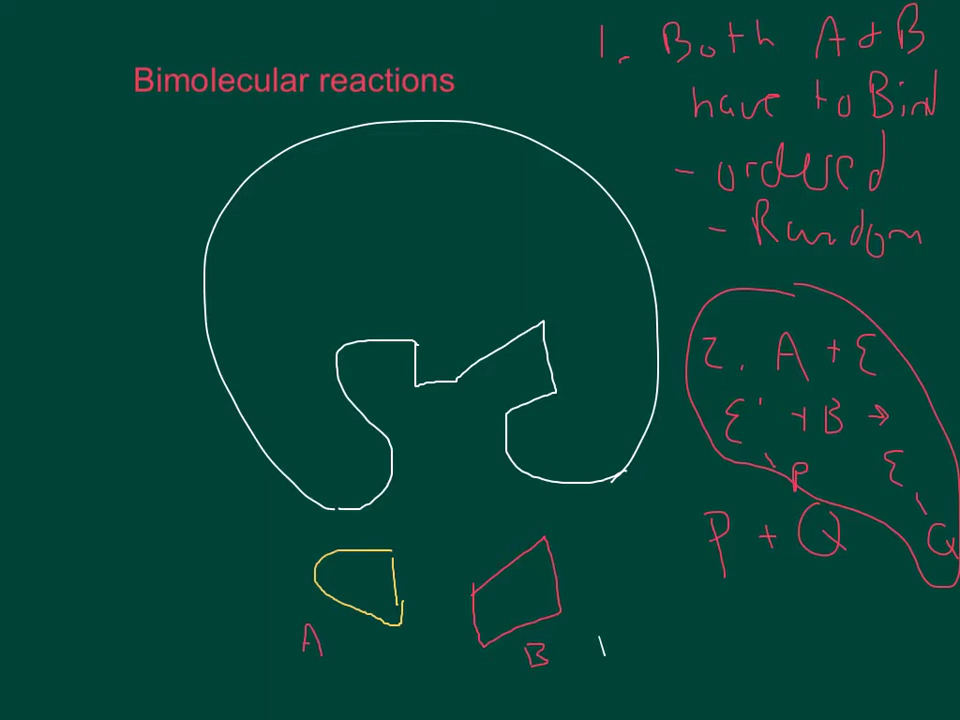 Bimolecular reactions
1. Both A & B
have to Bind
- ordered
- Random
2. A + E
E' + B →
P E
P + Q Q
A
B